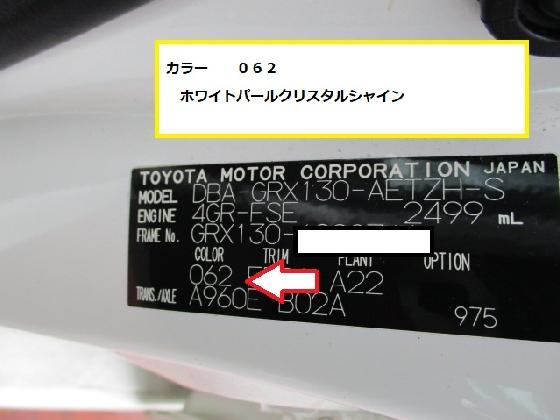 カラー　　０６２
ホワイトパールクリスタルシャイン
TOYOTA MOTOR CORPORATION JAPAN
MODEL DBA-GRX130-AETZH-S
ENGINE 4GR-FSE 2499 mL
FRAME No. GRX130-
COLOR TRIM PLANT OPTION
062 A22
TRANS./AXLE A960E B02A
975